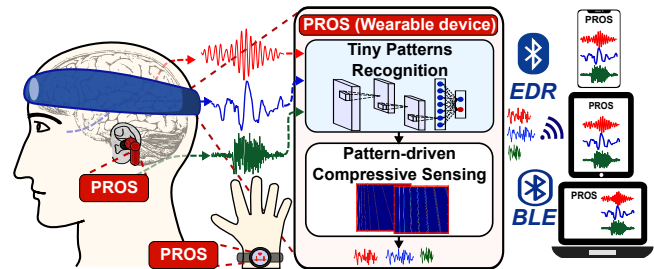 PROS (Wearable device)
Tiny Patterns
Recognition
Pattern-driven
Compressive Sensing
PROS
PROS
EDR
BLE
PROS
PROS
PROS